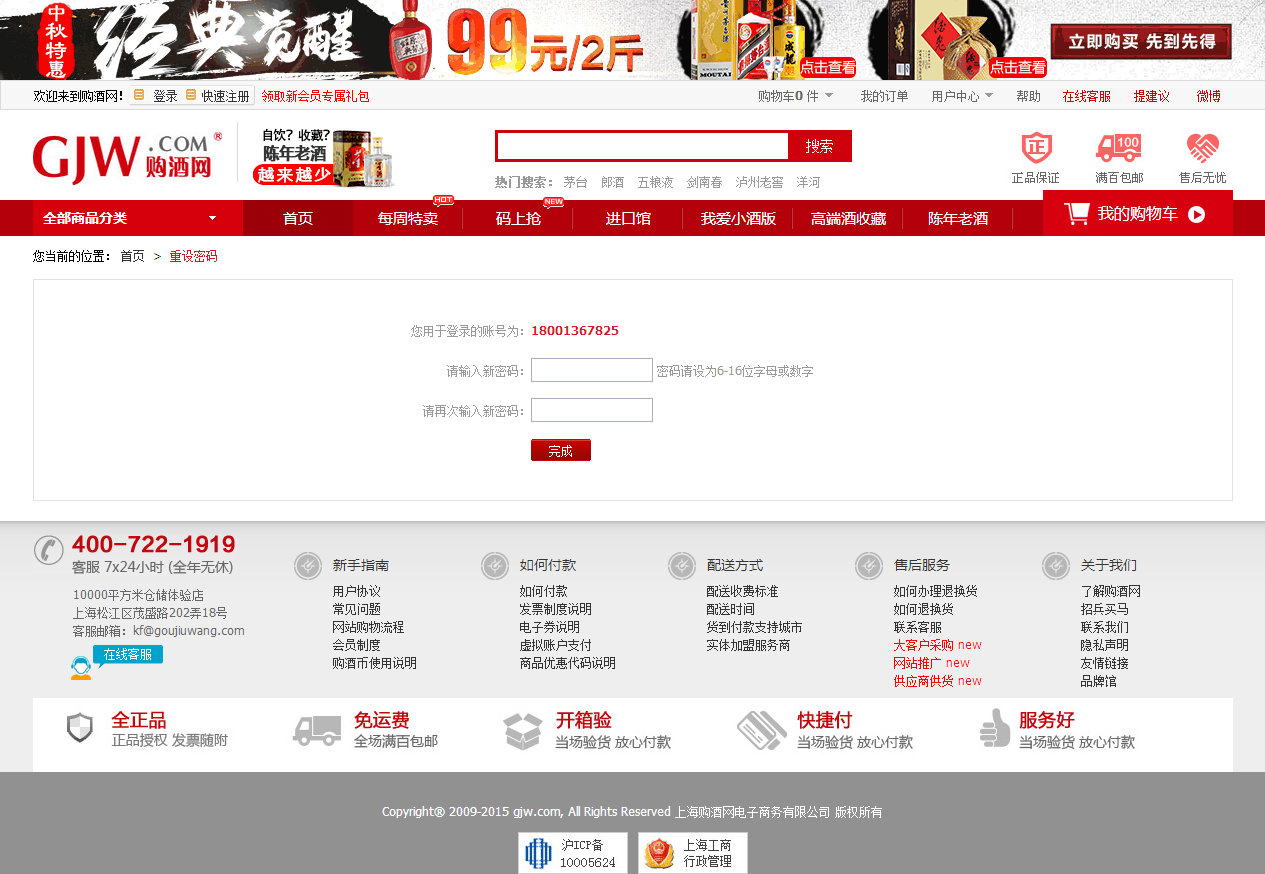 中秋特惠
经典觉醒
99元/2斤
MOUTAI
点击查看
点击查看
立即购买 先到先得
欢迎来到购酒网! 登录 快速注册 领取新会员专属礼包
购物车0 件 我的订单 用户中心 帮助 在线客服 提建议 微博
GJW.COM® 购酒网
自饮? 收藏?
陈年老酒
越来越少
搜索
热门搜索: 茅台 郎酒 五粮液 剑南春 泸州老窖 洋河
正
正品保证
100
满百包邮
售后无忧
HOT
NEW
全部商品分类 首页 每周特卖 码上抢 进口馆 我爱小酒版 高端酒收藏 陈年老酒 我的购物车
您当前的位置: 首页 > 重设密码
您用于登录的账号为: 18001367825
请输入新密码: 密码请设为6-16位字母或数字
请再次输入新密码:
完成
400-722-1919
客服 7x24小时 (全年无休)
10000平方米仓储体验店
上海松江区茂盛路202弄18号
客服邮箱: kf@goujiuwang.com
在线客服
新手指南
用户协议
常见问题
网站购物流程
会员制度
购酒币使用说明
如何付款
如何付款
发票制度说明
电子券说明
虚拟账户支付
商品优惠代码说明
配送方式
配送收费标准
配送时间
货到付款支持城市
实体加盟服务商
售后服务
如何办理退换货
如何退换货
联系客服
大客户采购 new
网站推广 new
供应商供货 new
关于我们
了解购酒网
招兵买马
联系我们
隐私声明
友情链接
品牌馆
全正品
正品授权 发票随附
免运费
全场满百包邮
开箱验
当场验货 放心付款
快捷付
当场验货 放心付款
服务好
当场验货 放心付款
Copyright® 2009-2015 gjw.com, All Rights Reserved 上海购酒网电子商务有限公司 版权所有
沪ICP备
10005624
上海工商
行政管理